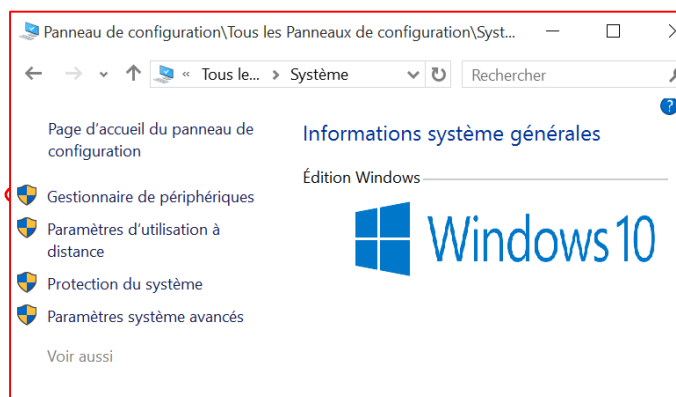 Panneau de configuration\Tous les Panneaux de configuration\Syst...
« Tous le... > Système
Rechercher
?
Page d'accueil du panneau de
configuration
Informations système générales
Édition Windows
Gestionnaire de périphériques
Paramètres d'utilisation à
distance
Windows 10
Protection du système
Paramètres système avancés
Voir aussi